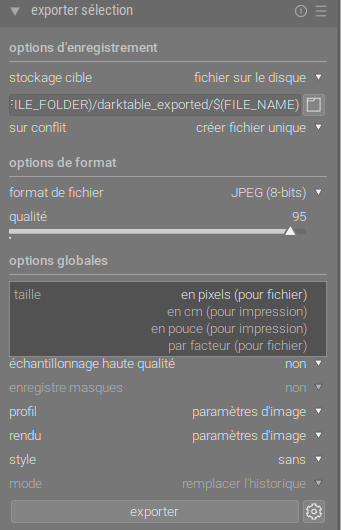 exporter sélection
options d'enregistrement
stockage cible fichier sur le disque
FILE_FOLDER)/darktable_exported/$(FILE_NAME)
sur conflit créer fichier unique
options de format
format de fichier JPEG (8-bits)
qualité 95
options globales
taille en pixels (pour fichier)
en cm (pour impression)
en pouce (pour impression)
par facteur (pour fichier)
échantillonnage haute qualité non
enregistre masques non
profil paramètres d'image
rendu paramètres d'image
style sans
mode remplacer l'historique
exporter